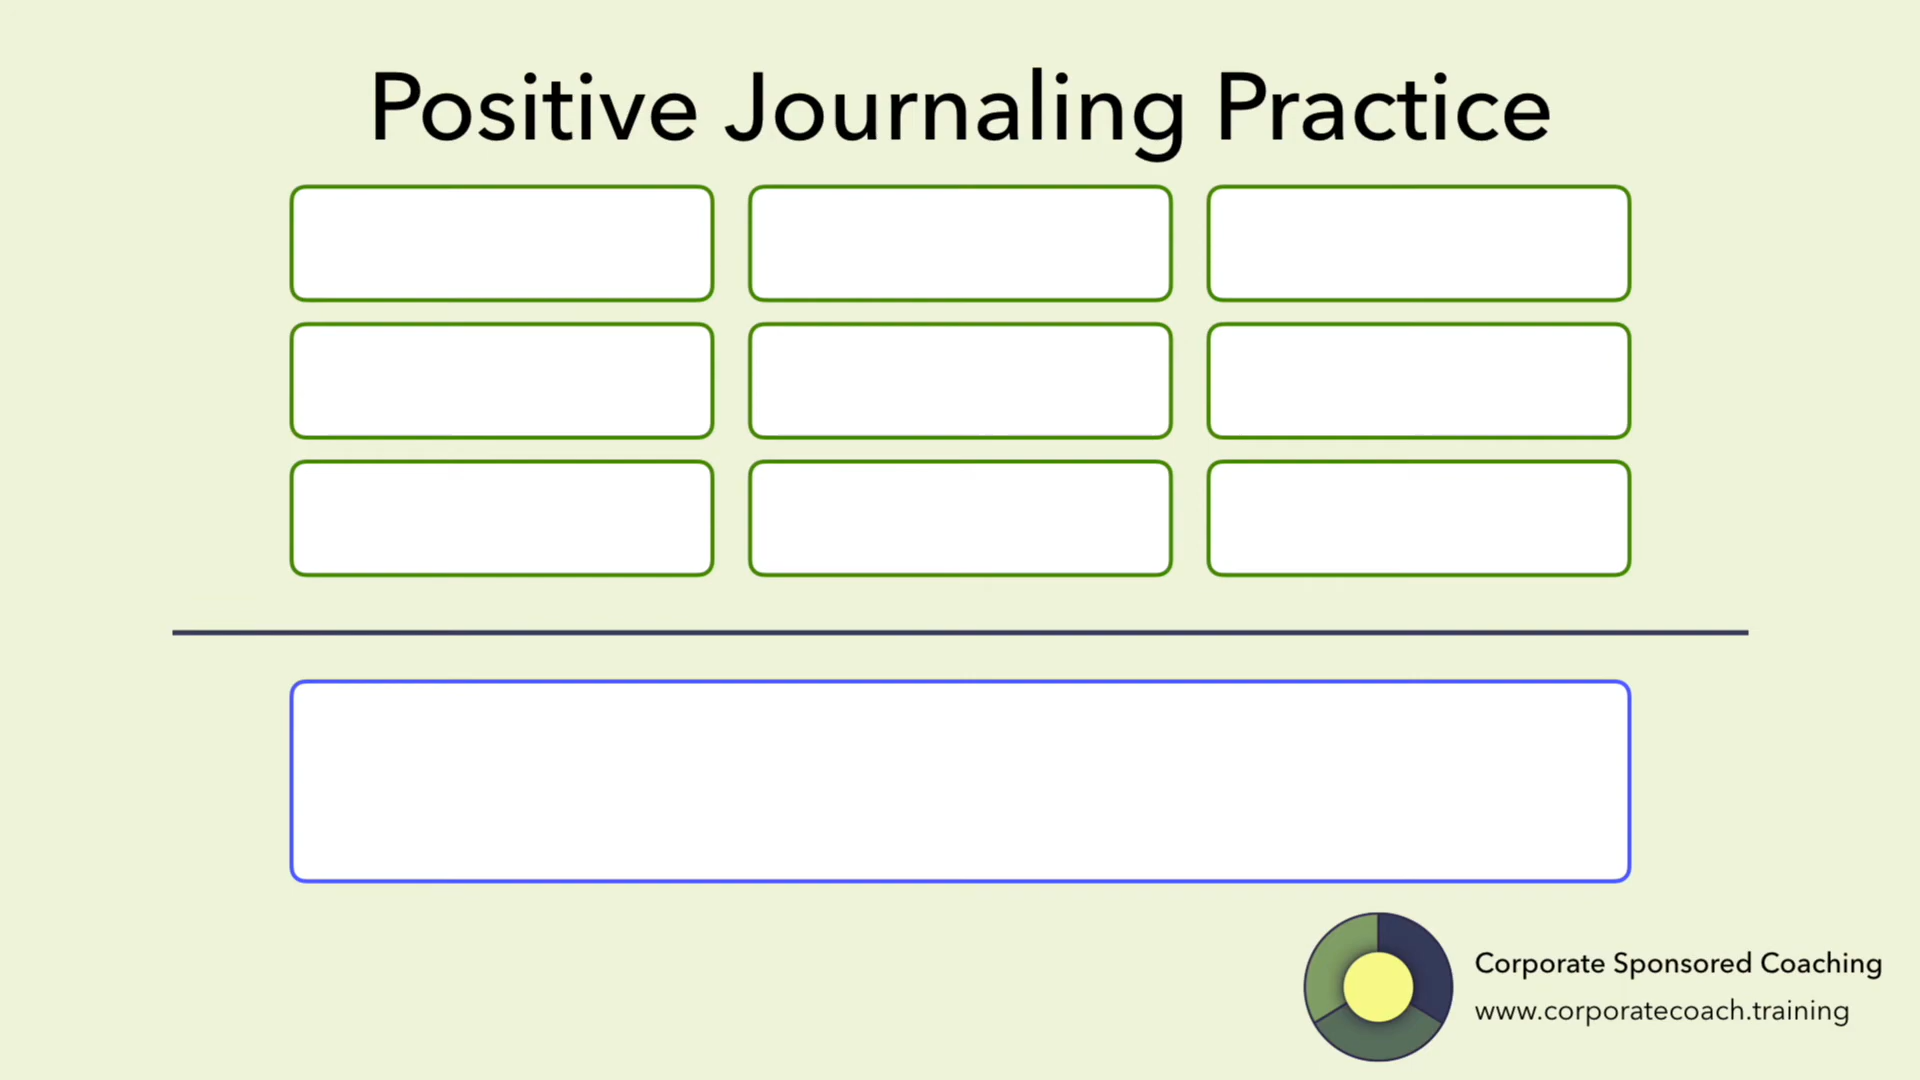 Positive Journaling Practice
Corporate Sponsored Coaching
www.corporatecoach.training